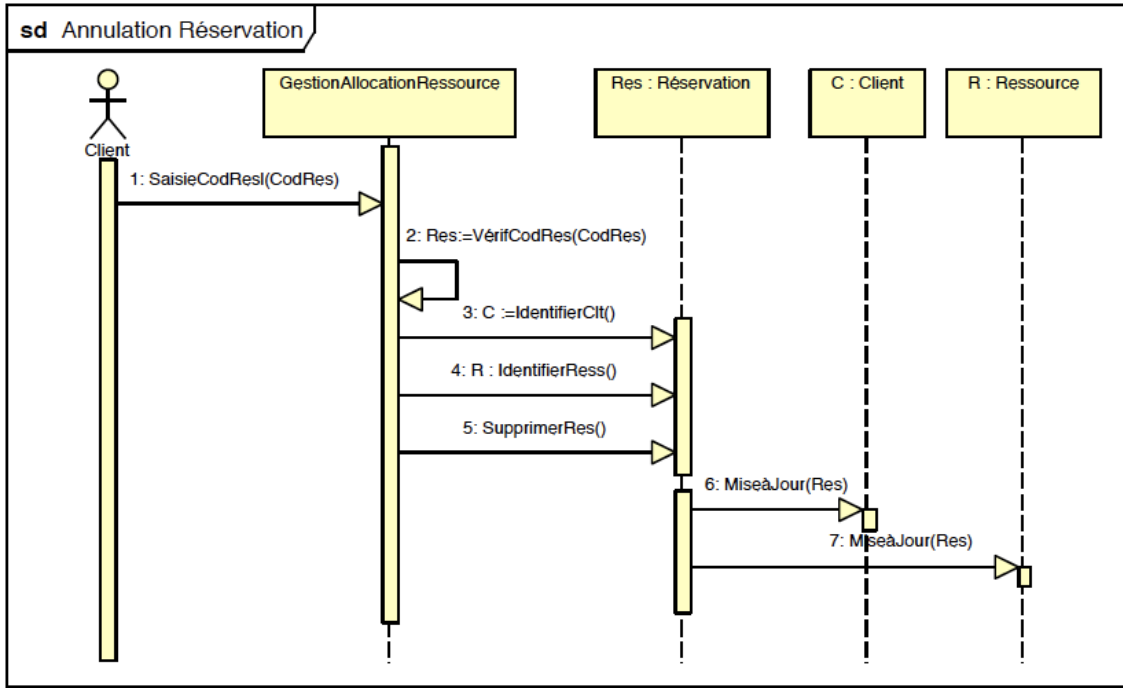 sd Annulation Réservation
GestionAllocationRessource
Res : Réservation
C : Client
R : Ressource
Client
1: SaisieCodResl(CodRes)
2: Res:=VérifCodRes(CodRes)
3: C :=IdentifierClt()
4: R : IdentifierRess()
5: SupprimerRes()
6: MiseàJour(Res)
7: MiseàJour(Res)